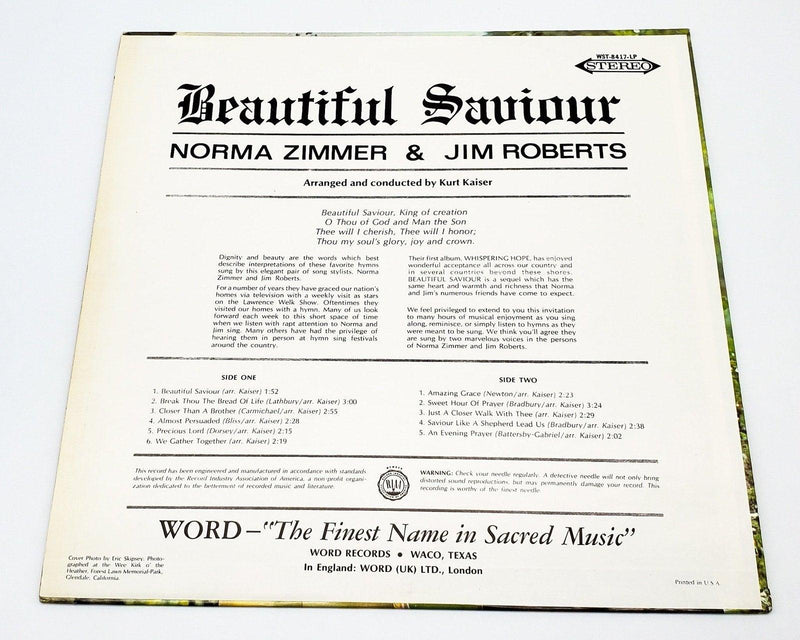 WST-8417-LP
STEREO
Beautiful Saviour
NORMA ZIMMER & JIM ROBERTS
Arranged and conducted by Kurt Kaiser
Beautiful Saviour, King of creation
O Thou of God and Man the Son
Thee will I cherish, Thee will I honor;
Thou my soul's glory, joy and crown.
Dignity and beauty are the words which best
describe interpretations of these favorite hymns
sung by this elegant pair of song stylists, Norma
Zimmer and Jim Roberts.
For a number of years they have graced our nation's
homes via television with a weekly visit as stars
on the Lawrence Welk Show. Oftentimes they
visited our homes with a hymn. Many of us look
forward each week to this short space of time
when we listen with rapt attention to Norma and
Jim sing. Many others have had the privilege of
hearing them in person at hymn sing festivals
around the country.
Their first album, WHISPERING HOPE, has enjoyed
wonderful acceptance all across our country and
in several countries beyond these shores.
BEAUTIFUL SAVIOUR is a sequel which has the
same heart and warmth and richness that Norma
and Jim's numerous friends have come to expect.
We feel privileged to extend to you this invitation
to many hours of musical enjoyment as you sing
along, reminisce, or simply listen to hymns as they
were meant to be sung. We think you'll agree they
are sung by two marvelous voices in the persons
of Norma Zimmer and Jim Roberts.
SIDE ONE
1. Beautiful Saviour (arr. Kaiser) 1:52
2. Break Thou The Bread Of Life (Lathbury/arr. Kaiser) 3:00
3. Closer Than A Brother (Carmichael/arr. Kaiser) 2:55
4. Almost Persuaded (Bliss/arr. Kaiser) 2:28
5. Precious Lord (Dorsey/arr. Kaiser) 2:15
6. We Gather Together (arr. Kaiser) 2:19
SIDE TWO
1. Amazing Grace (Newton/arr. Kaiser) 2:23
2. Sweet Hour Of Prayer (Bradbury/arr. Kaiser) 3:24
3. Just A Closer Walk With Thee (arr. Kaiser) 2:29
4. Saviour Like A Shepherd Lead Us (Bradbury/arr. Kaiser) 2:38
5. An Evening Prayer (Battersby-Gabriel/arr. Kaiser) 2:02
This record has been engineered and manufactured in accordance with standards
developed by the Record Industry Association of America, a non-profit organi-
zation dedicated to the betterment of recorded music and literature.
RIAA
WARNING: Check your needle regularly. A detective needle will not only bring
distorted sound reproductions, but may permanently damage your record. This
recording is worthy of the finest needle.
WORD–"The Finest Name in Sacred Music"
WORD RECORDS • WACO, TEXAS
In England: WORD (UK) LTD., London
Cover Photo by Eric Skipsey. Photo-
graphed at the Wee Kirk o' the
Heather, Forest Lawn Memorial-Park,
Glendale, California.
Printed in U.S.A.